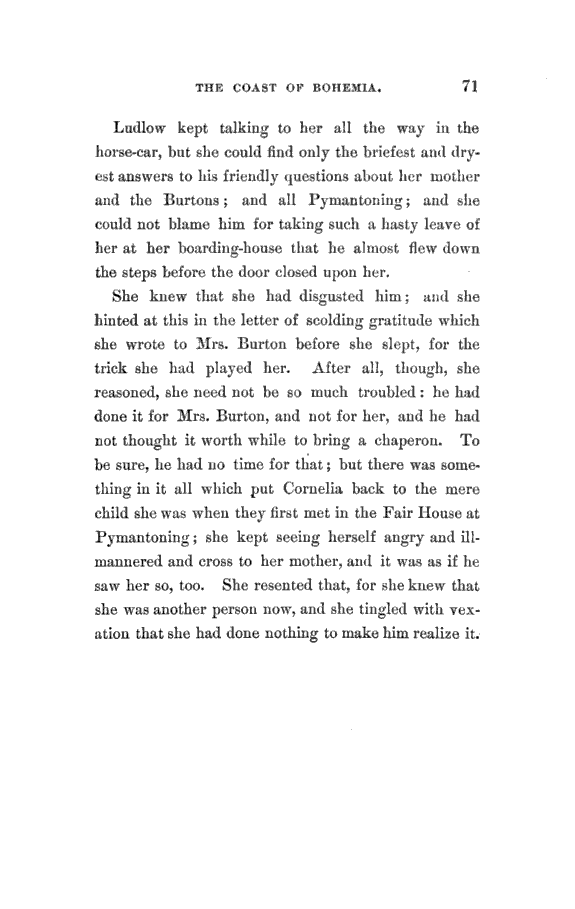 THE COAST OF BOHEMIA. 71
Ludlow kept talking to her all the way in the
horse-car, but she could find only the briefest and dry-
est answers to his friendly questions about her mother
and the Burtons; and all Pymantoning; and she
could not blame him for taking such a hasty leave of
her at her boarding-house that he almost flew down
the steps before the door closed upon her.
She knew that she had disgusted him; and she
hinted at this in the letter of scolding gratitude which
she wrote to Mrs. Burton before she slept, for the
trick she had played her. After all, though, she
reasoned, she need not be so much troubled: he had
done it for Mrs. Burton, and not for her, and he had
not thought it worth while to bring a chaperon. To
be sure, he had no time for that; but there was some-
thing in it all which put Cornelia back to the mere
child she was when they first met in the Fair House at
Pymantoning; she kept seeing herself angry and ill-
mannered and cross to her mother, and it was as if he
saw her so, too. She resented that, for she knew that
she was another person now, and she tingled with vex-
ation that she had done nothing to make him realize it.